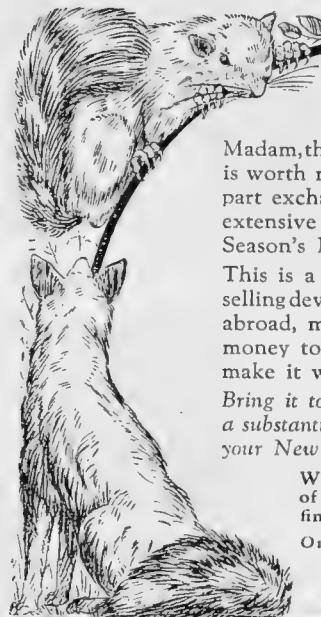 Madam, th
is worth
part exch
extensive
Season's
This is a
selling dev
abroad, m
money to
make it w
Bring it to
a substanti
your New
W
of
fin
Or